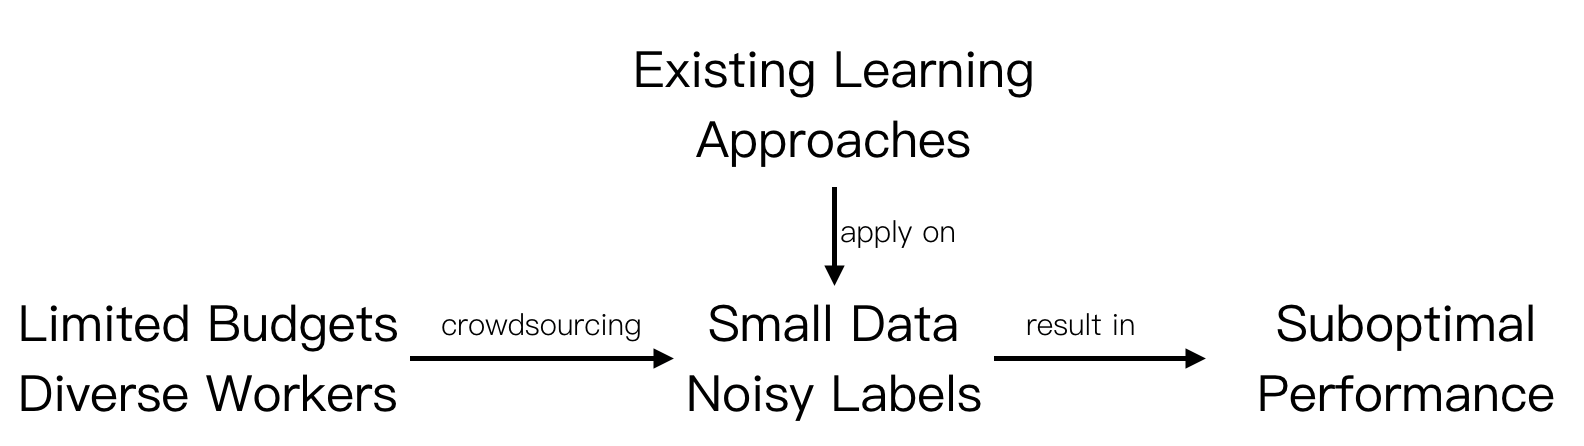 Existing Learning
Approaches
apply on
Limited Budgets
Diverse Workers
crowdsourcing
Small Data
Noisy Labels
result in
Suboptimal
Performance